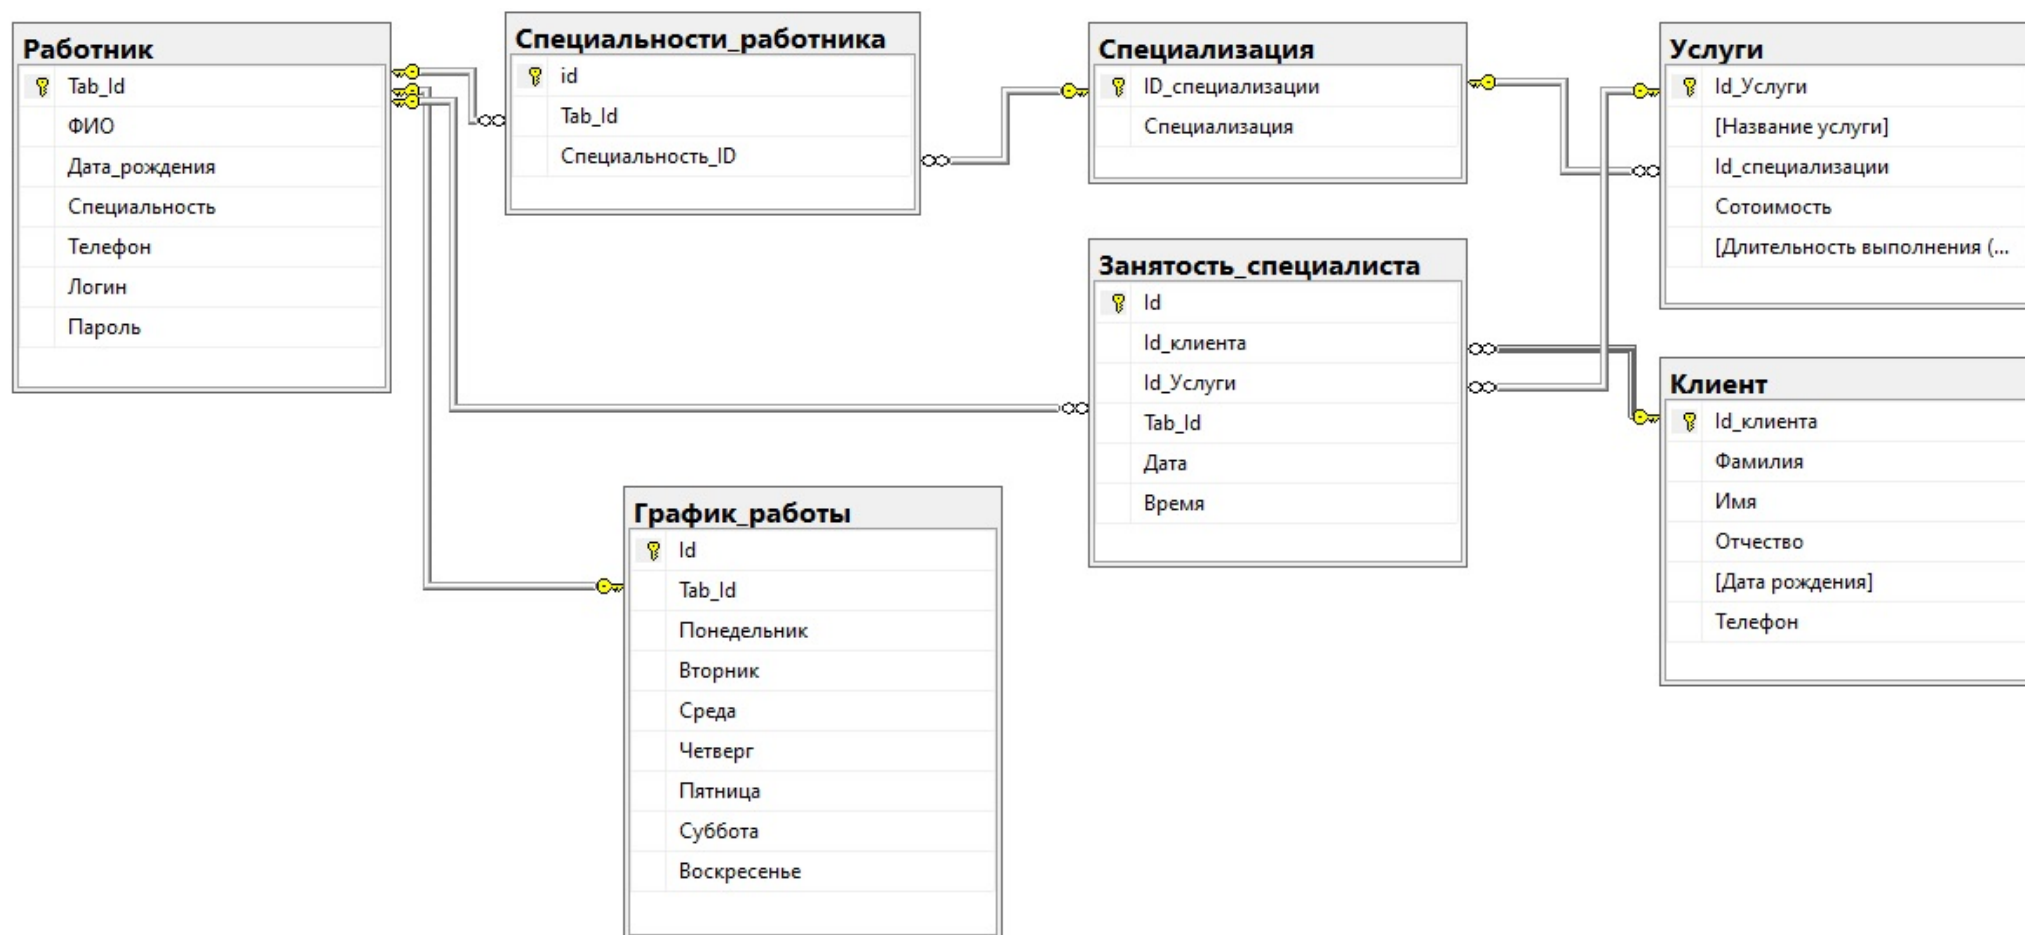 Работник
Tab_Id
ФИО
Дата_рождения
Специальность
Телефон
Логин
Пароль
Специальности_работника
id
Tab_Id
Специальность_ID
Специализация
ID_специализации
Специализация
Услуги
Id_Услуги
[Название услуги]
Id_специализации
Сотоимость
[Длительность выполнения (...
Занятость_специалиста
Id
Id_клиента
Id_Услуги
Tab_Id
Дата
Время
Клиент
Id_клиента
Фамилия
Имя
Отчество
[Дата рождения]
Телефон
График_работы
Id
Tab_Id
Понедельник
Вторник
Среда
Четверг
Пятница
Суббота
Воскресенье